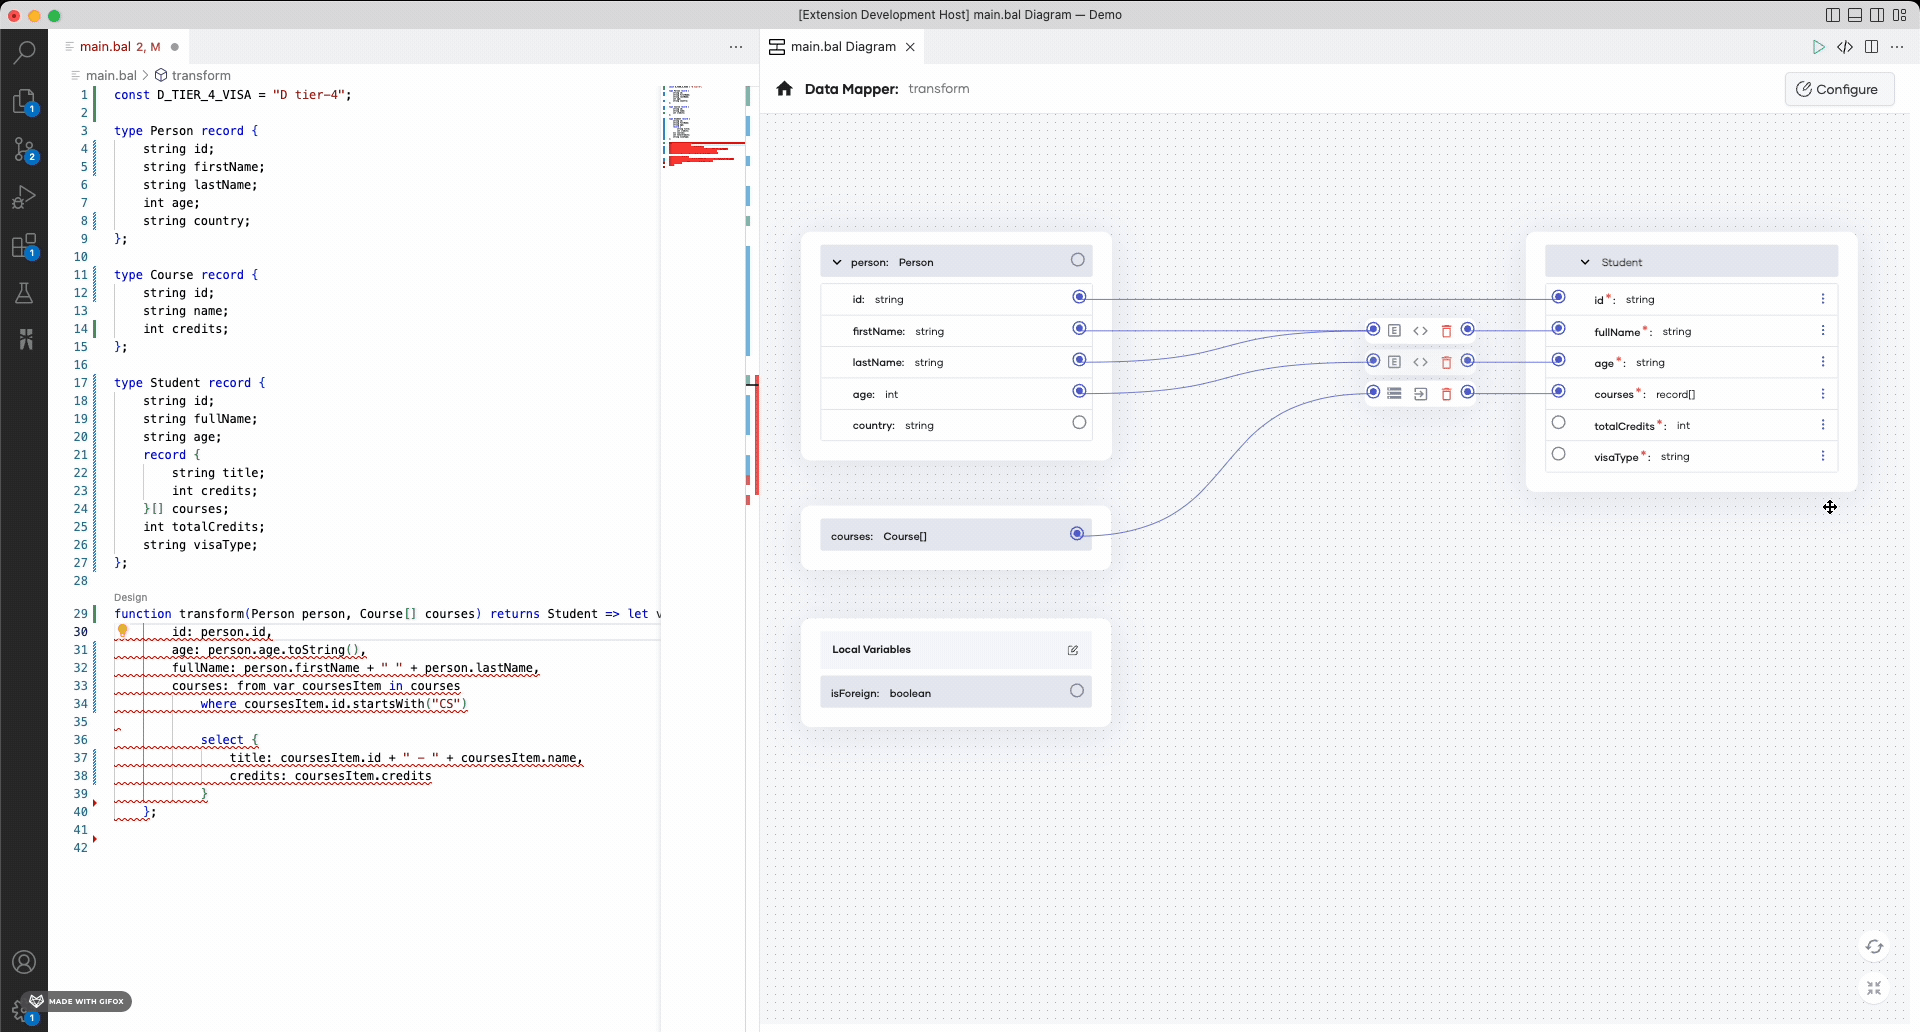 [Extension Development Host] main.bal Diagram — Demo
main.bal 2, M
main.bal > transform
1 const D_TIER_4_VISA = "D tier-4";
2
3 type Person record {
4 string id;
5 string firstName;
6 string lastName;
7 int age;
8 string country;
9 };
10
11 type Course record {
12 string id;
13 string name;
14 int credits;
15 };
16
17 type Student record {
18 string id;
19 string fullName;
20 string age;
21 record {
22 string title;
23 int credits;
24 }[] courses;
25 int totalCredits;
26 string visaType;
27 };
28
Design
29 function transform(Person person, Course[] courses) returns Student => let v
30 id: person.id,
31 age: person.age.toString(),
32 fullName: person.firstName + " " + person.lastName,
33 courses: from var coursesItem in courses
34 where coursesItem.id.startsWith("CS")
35
36 select {
37 title: coursesItem.id + " - " + coursesItem.name,
38 credits: coursesItem.credits
39 }
40 };
41
42
1
2
1
1
MADE WITH GIFOX
main.bal Diagram
Data Mapper: transform
Configure
person: Person
id: string
firstName: string
lastName: string
age: int
country: string
courses: Course[]
Local Variables
isForeign: boolean
E
E
Student
id*: string
fullName*: string
age*: string
courses*: record[]
totalCredits*: int
visaType*: string